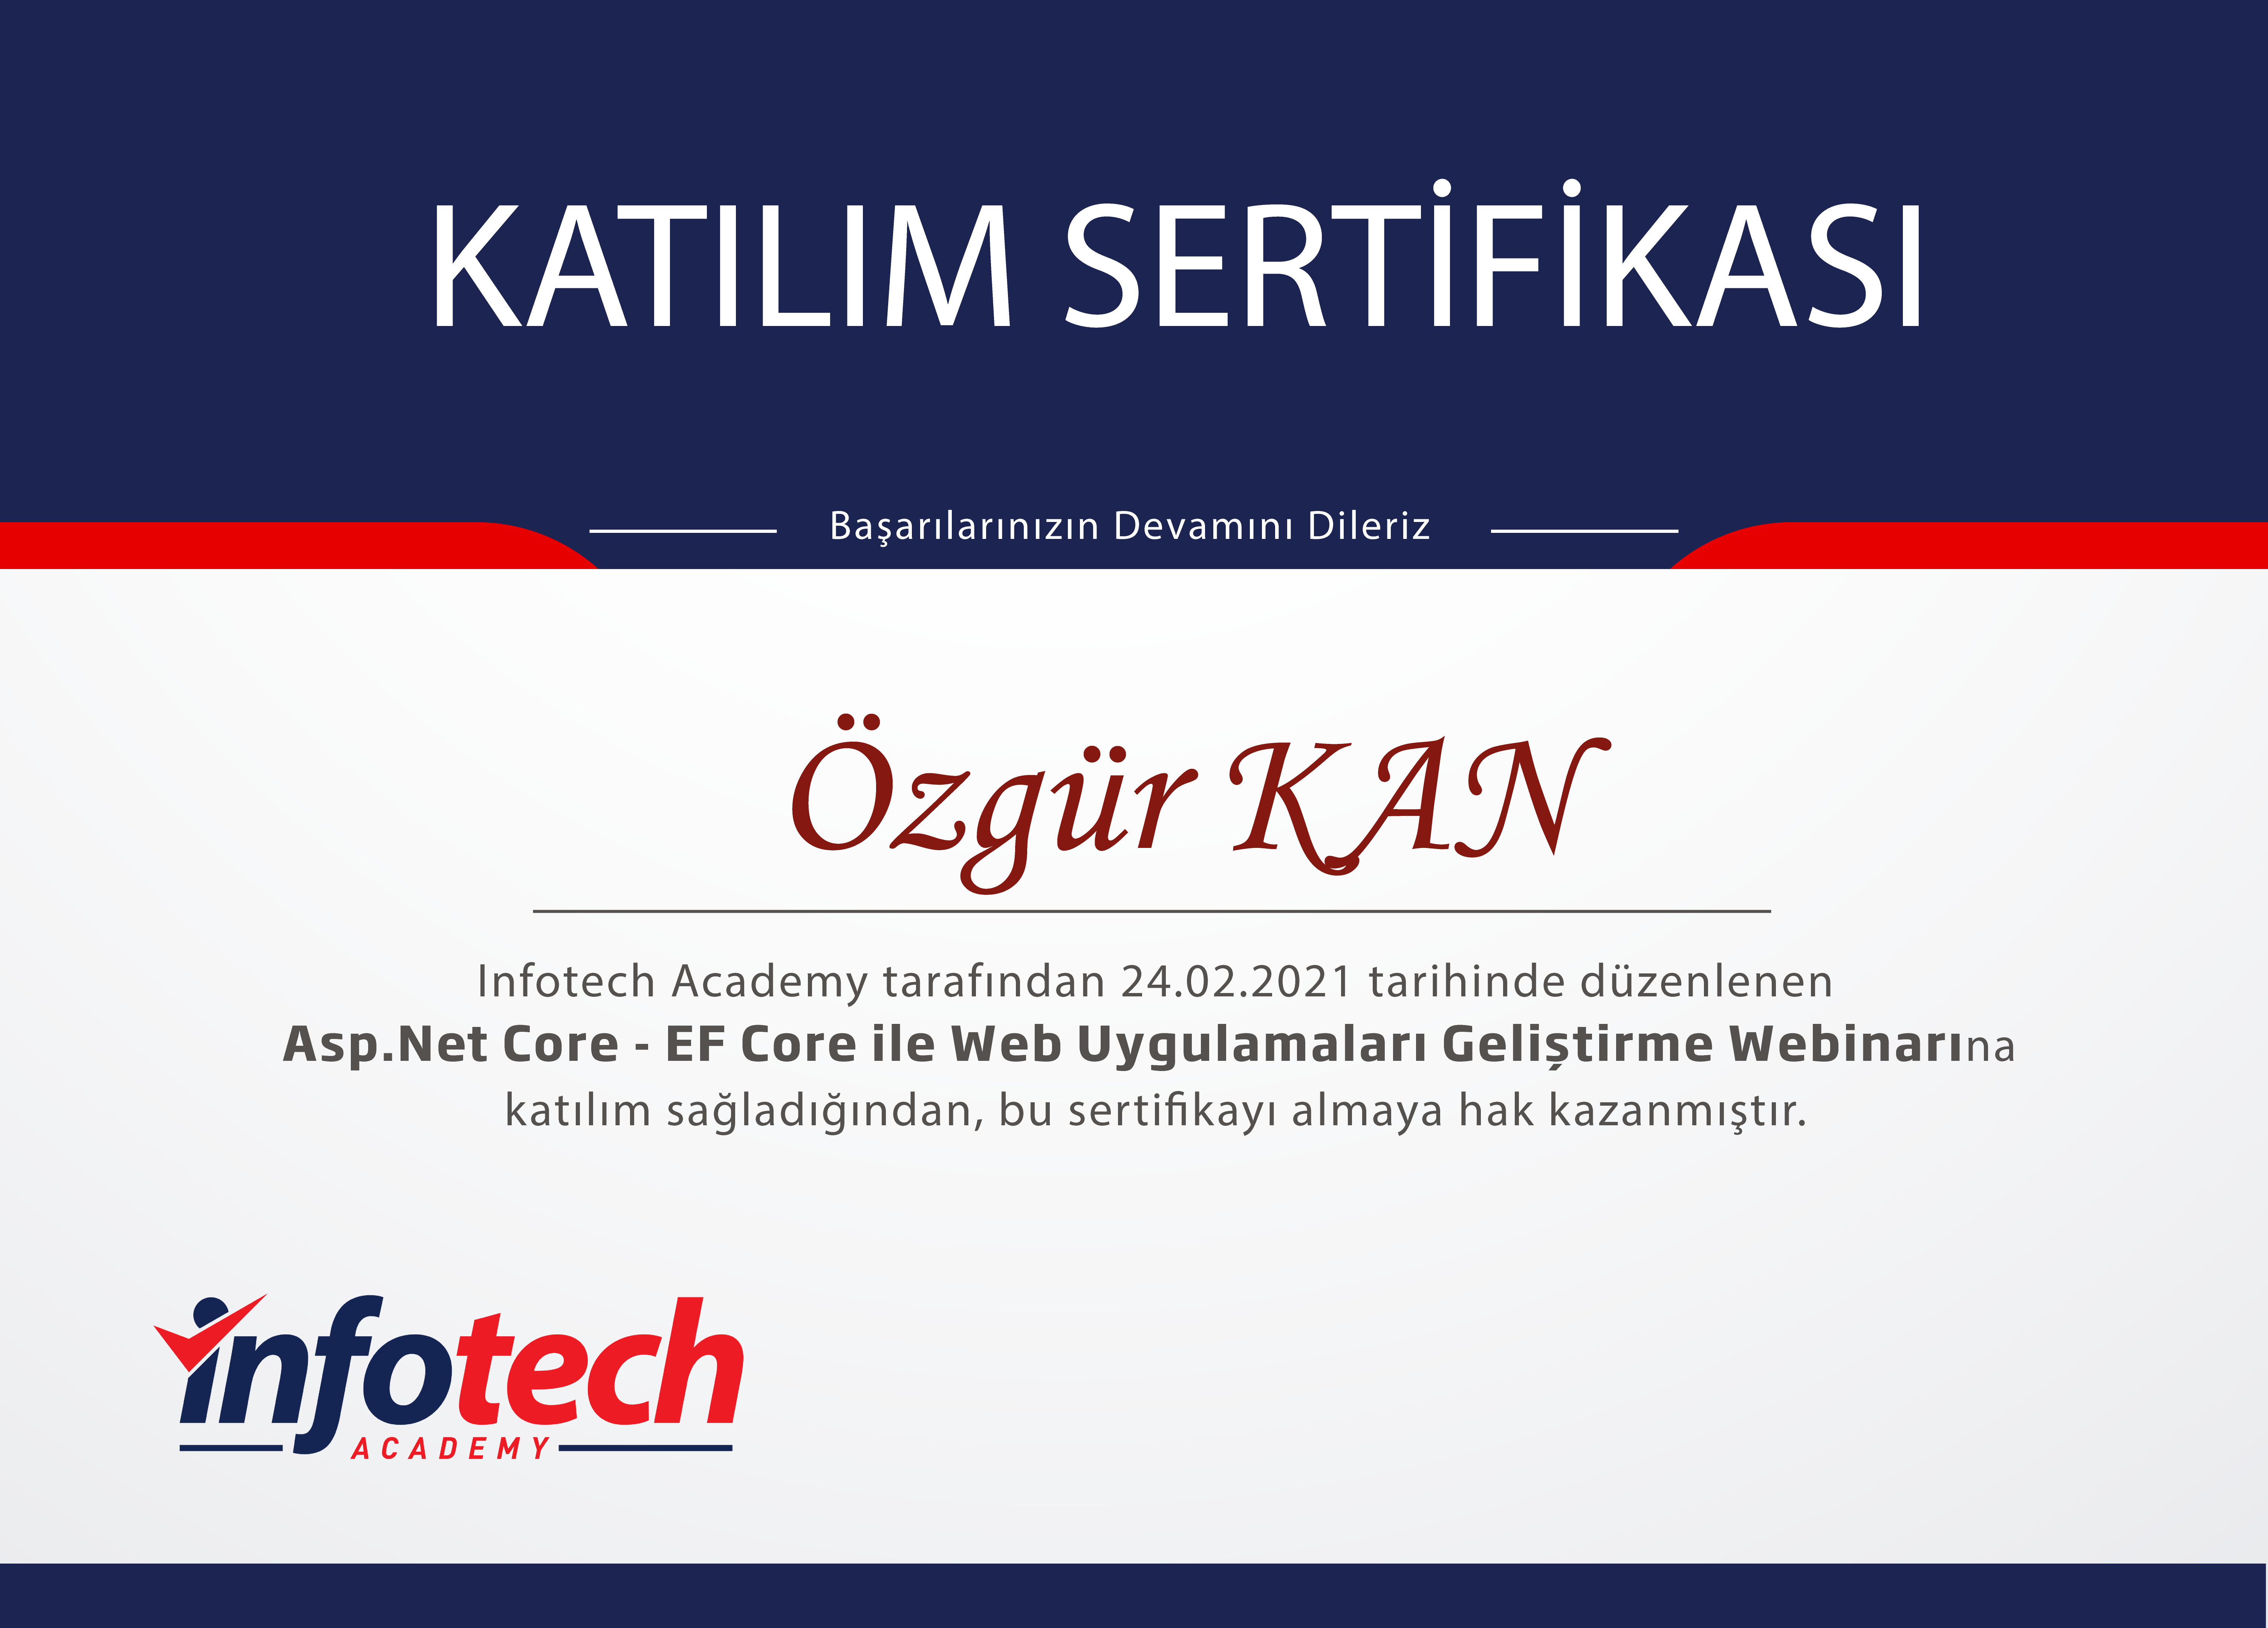 KATILIM SERTİFİKASI
Başarılarınızın Devamını Dileriz
Özgür KAN
Infotech Academy tarafından 24.02.2021 tarihinde düzenlenen
Asp.Net Core - EF Core ile Web Uygulamaları Geliştirme Webinarına
katılım sağladığından, bu sertifikayı almaya hak kazanmıştır.
infotech
ACADEMY